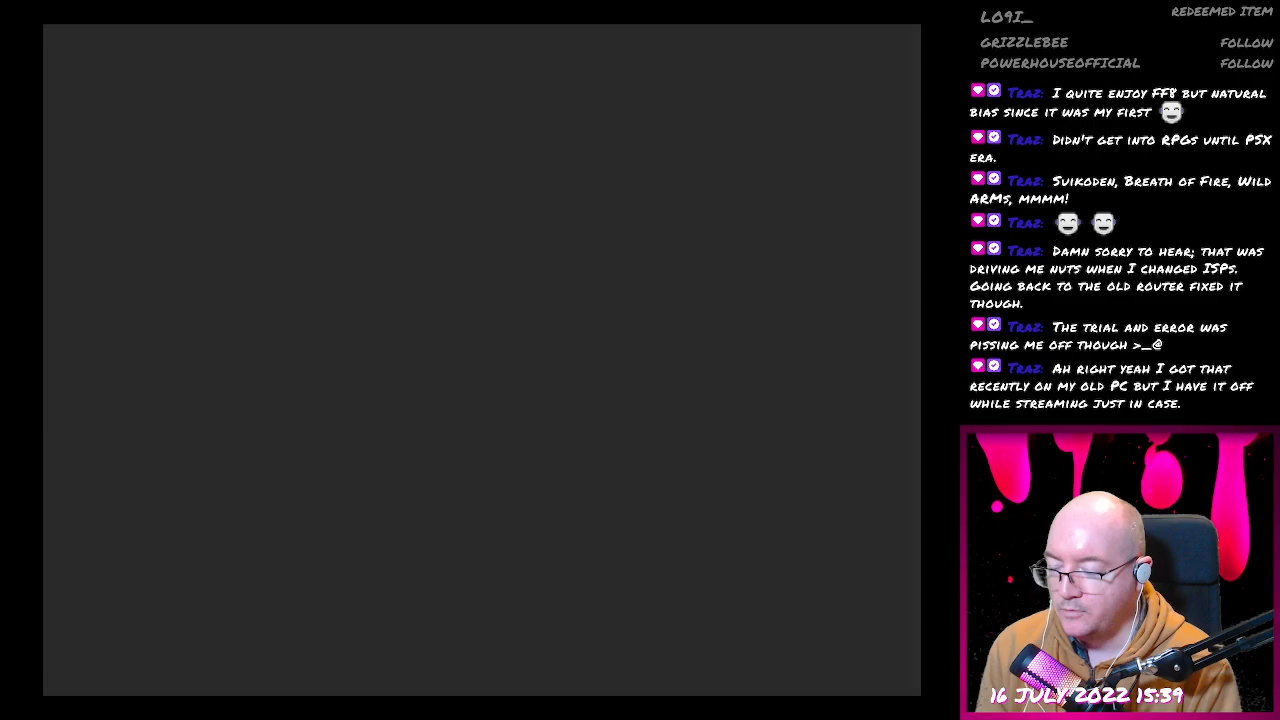 LO9I_ REDEEMED ITEM
GRIZZLEBEE FOLLOW
POWERHOUSEOFFICIAL FOLLOW
TRAZ: I QUITE ENJOY FF8 BUT NATURAL
BIAS SINCE IT WAS MY FIRST
TRAZ: DIDN'T GET INTO RPGS UNTIL PSX
ERA.
TRAZ: SUIKODEN, BREATH OF FIRE, WILD
ARMS, MMMM!
TRAZ:
TRAZ: DAMN SORRY TO HEAR; THAT WAS
DRIVING ME NUTS WHEN I CHANGED ISPS.
GOING BACK TO THE OLD ROUTER FIXED IT
THOUGH.
TRAZ: THE TRIAL AND ERROR WAS
PISSING ME OFF THOUGH >_@
TRAZ: AH RIGHT YEAH I GOT THAT
RECENTLY ON MY OLD PC BUT I HAVE IT OFF
WHILE STREAMING JUST IN CASE.
16 JULY 2022 15:39